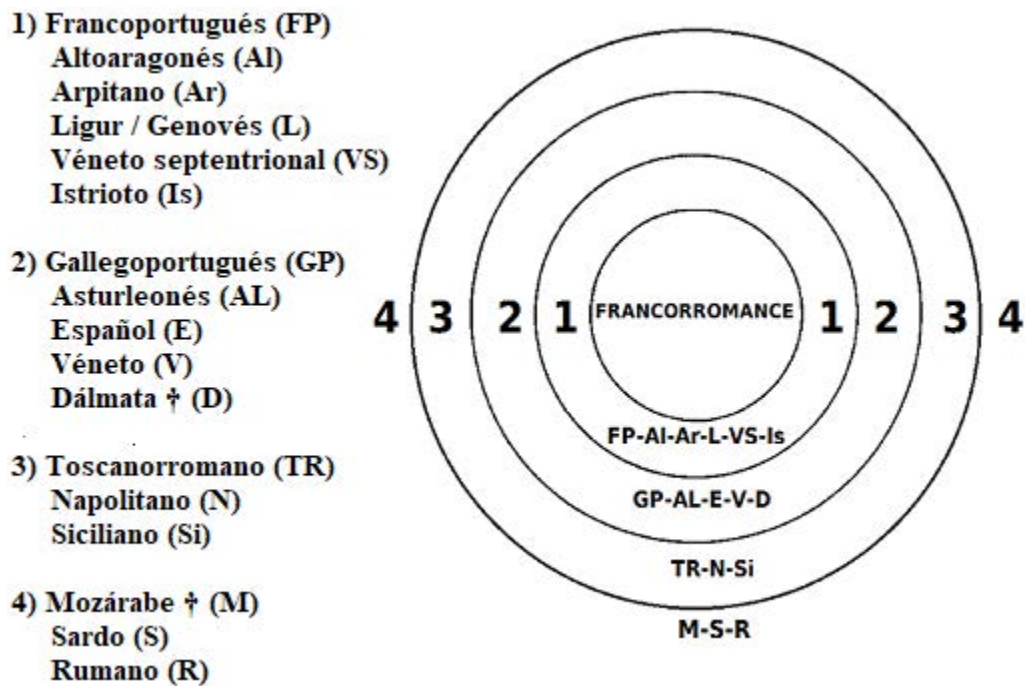 1) Francoportugués (FP)
Altoaragonés (Al)
Arpitano (Ar)
Ligur / Genovés (L)
Véneto septentrional (VS)
Istrioto (Is)
2) Gallegoportugués (GP)
Asturleonés (AL)
Español (E)
Véneto (V)
Dálmata † (D)
3) Toscanorromano (TR)
Napolitano (N)
Siciliano (Si)
4) Mozárabe † (M)
Sardo (S)
Rumano (R)
4 3 2 1 FRANCORROMANCE 1 2 3 4
FP-Al-Ar-L-VS-Is
GP-AL-E-V-D
TR-N-Si
M-S-R